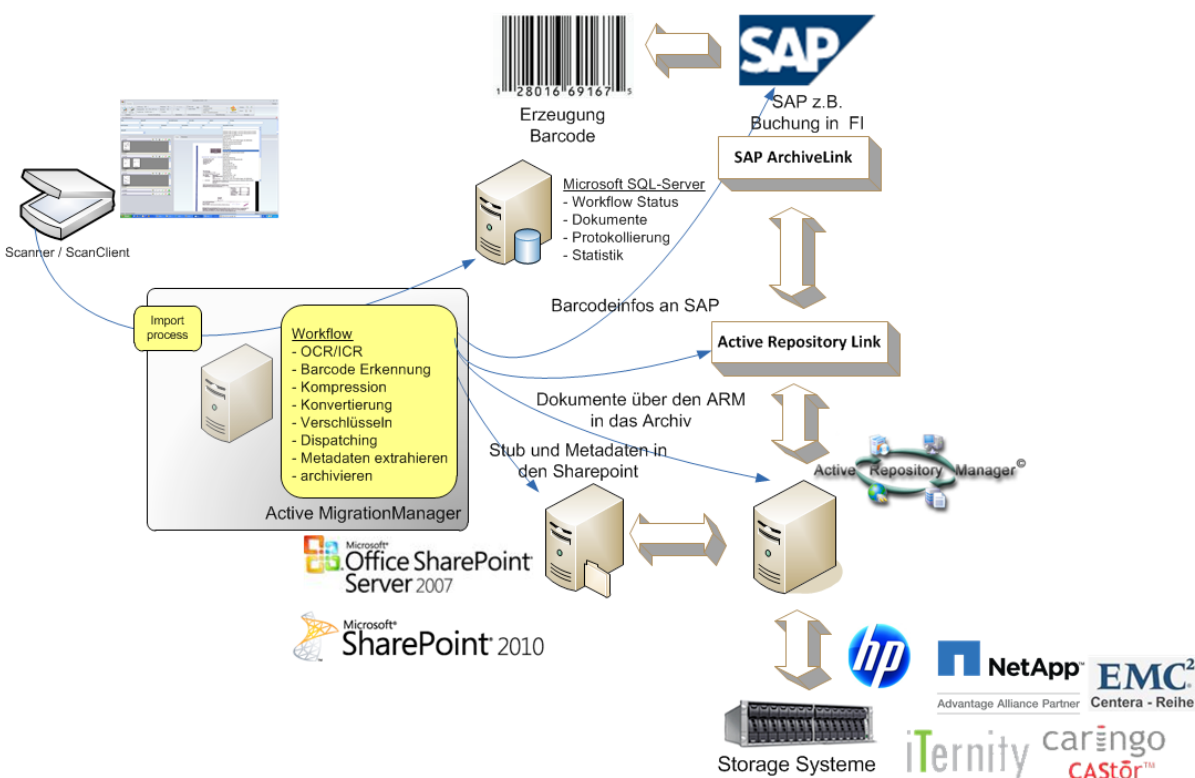 1 28016 69167 5
SAP
Erzeugung
Barcode
SAP z.B.
Buchung in FI
SAP ArchiveLink
Microsoft SQL-Server
- Workflow Status
- Dokumente
- Protokollierung
- Statistik
Scanner / ScanClient
Barcodeinfos an SAP
Import
process
Workflow
- OCR/ICR
- Barcode Erkennung
- Kompression
- Konvertierung
- Verschlüsseln
- Dispatching
- Metadaten extrahieren
- archivieren
Active MigrationManager
Active Repository Link
Dokumente über den ARM
in das Archiv
Stub und Metadaten in
den Sharepoint
Active Repository Manager©
Microsoft®
Office SharePoint®
Server 2007
Microsoft®
SharePoint® 2010
hp
NetApp™
Advantage Alliance Partner
EMC²
Centera - Reihe
Storage Systeme
iTernity
caringo
CAStor™